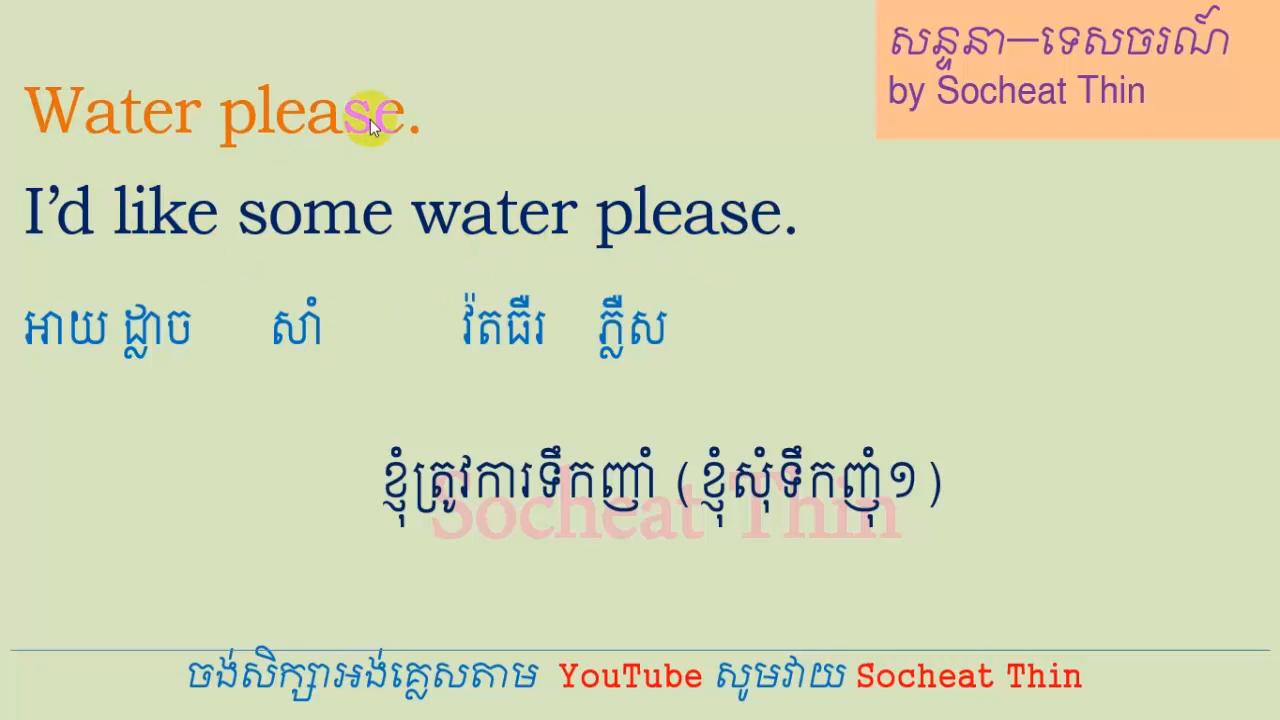 សន្ទនា—ទេសចរណ៍
by Socheat Thin
Water please.
I’d like some water please.
អាយ ដ្លាច សាំ វ៉តធឺរ ភ្លឺស
ខ្ញុំត្រូវការទឹកញាំ (ខ្ញុំសុំទឹកញុំ១)
Socheat Thin
ចង់សិក្សាអង់គ្លេសតាម YouTube សូមវាយ Socheat Thin